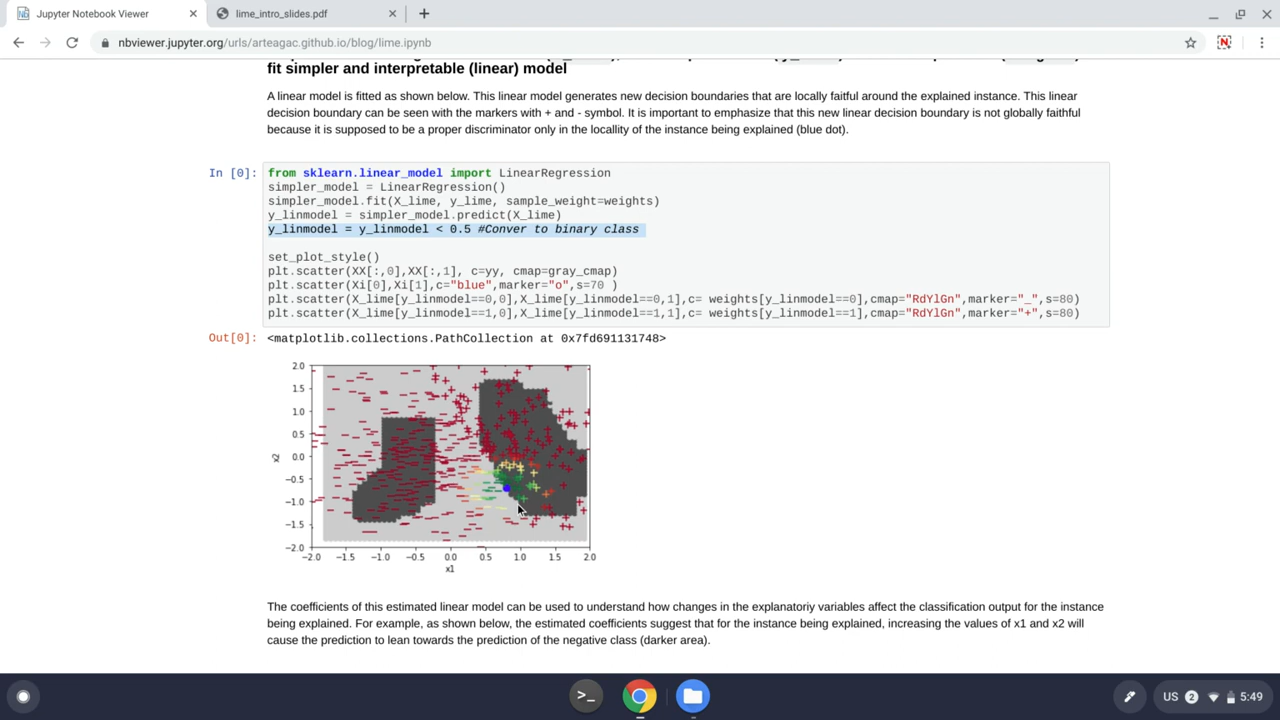 Jupyter Notebook Viewer
lime_intro_slides.pdf
nbviewer.jupyter.org/urls/arteagac.github.io/blog/lime.ipynb
fit simpler and interpretable (linear) model
A linear model is fitted as shown below. This linear model generates new decision boundaries that are locally faitful around the explained instance. This linear
decision boundary can be seen with the markers with + and - symbol. It is important to emphasize that this new linear decision boundary is not globally faithful
because it is supposed to be a proper discriminator only in the locallity of the instance being explained (blue dot).
In [0]:
from sklearn.linear_model import LinearRegression
simpler_model = LinearRegression()
simpler_model.fit(X_lime, y_lime, sample_weight=weights)
y_linmodel = simpler_model.predict(X_lime)
y_linmodel = y_linmodel < 0.5 #Conver to binary class
set_plot_style()
plt.scatter(XX[:,0],XX[:,1], c=yy, cmap=gray_cmap)
plt.scatter(Xi[0],Xi[1],c="blue",marker="o",s=70 )
plt.scatter(X_lime[y_linmodel==0,0],X_lime[y_linmodel==0,1],c= weights[y_linmodel==0],cmap="RdYlGn",marker="_",s=80)
plt.scatter(X_lime[y_linmodel==1,0],X_lime[y_linmodel==1,1],c= weights[y_linmodel==1],cmap="RdYlGn",marker="+",s=80)
Out[0]: <matplotlib.collections.PathCollection at 0x7fd691131748>
2.0
1.5
1.0
0.5
0.0
−0.5
−1.0
−1.5
−2.0
x2
−2.0 −1.5 −1.0 −0.5 0.0 0.5 1.0 1.5 2.0
x1
The coefficients of this estimated linear model can be used to understand how changes in the explanatoriy variables affect the classification output for the instance
being explained. For example, as shown below, the estimated coefficients suggest that for the instance being explained, increasing the values of x1 and x2 will
cause the prediction to lean towards the prediction of the negative class (darker area).
US 2 5:49